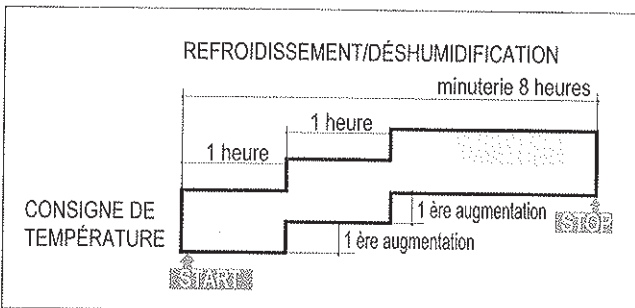 REFROIDISSEMENT/DÉSHUMIDIFICATION
minuterie 8 heures
1 heure
1 heure
CONSIGNE DE
TEMPÉRATURE
1 ère augmentation
1 ère augmentation
START
STOP